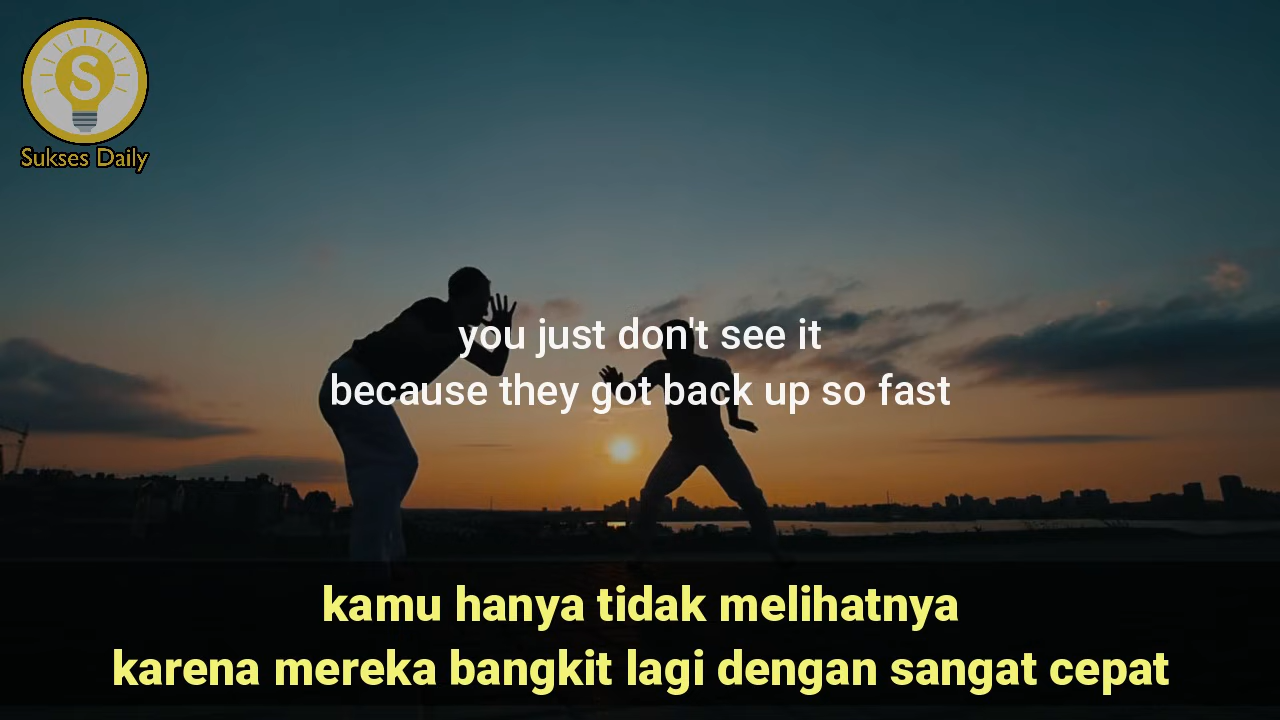 S
Sukses Daily
you just don't see it
because they got back up so fast
kamu hanya tidak melihatnya
karena mereka bangkit lagi dengan sangat cepat